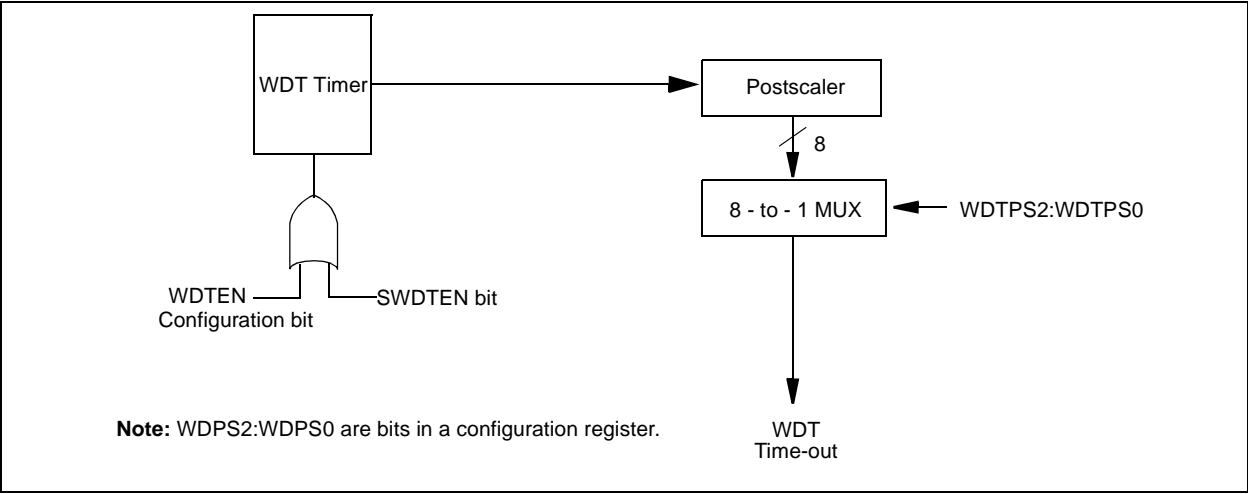 WDT Timer
Postscaler
8
8 - to - 1 MUX
WDTPS2:WDTPS0
WDTEN
Configuration bit
SWDTEN bit
Note: WDPS2:WDPS0 are bits in a configuration register.
WDT
Time-out